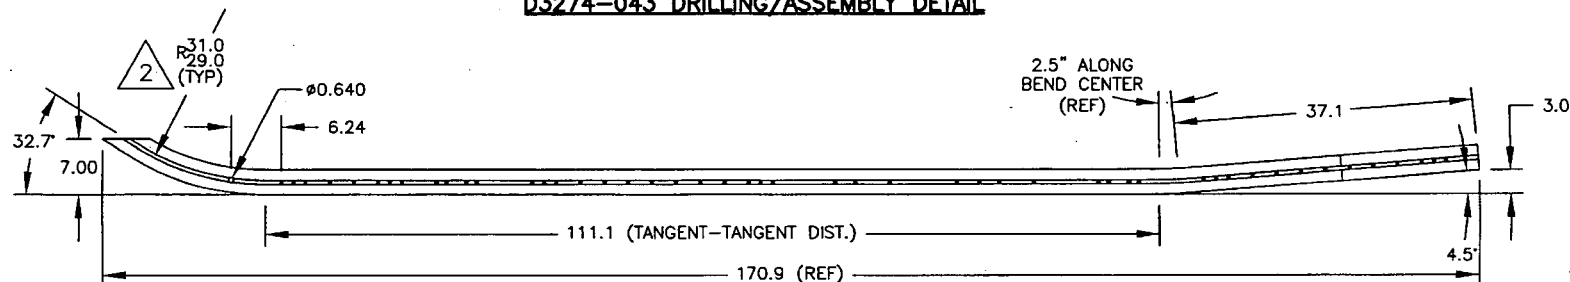 D3274-043 DRILLING/ASSEMBLY DETAIL
2
R31.0
29.0
(TYP)
ø0.640
6.24
32.7°
7.00
2.5" ALONG
BEND CENTER
(REF)
37.1
3.0
111.1 (TANGENT-TANGENT DIST.)
4.5°
170.9 (REF)